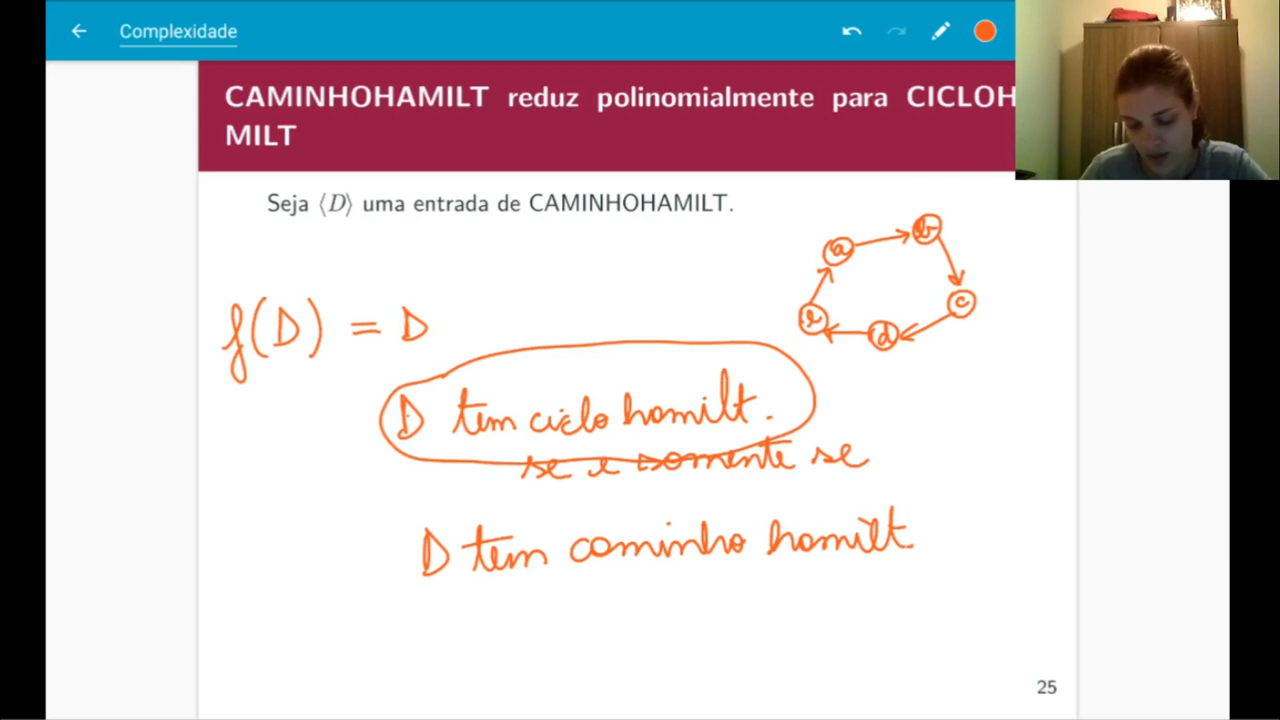 Complexidade
CAMINHOHAMILT reduz polinomialmente para CICLOH
MILT
Seja ⟨D⟩ uma entrada de CAMINHOHAMILT.
a
b
c
d
e
f(D) = D
D tem ciclo hamilt.
se e somente se
D tem caminho hamilt.
25